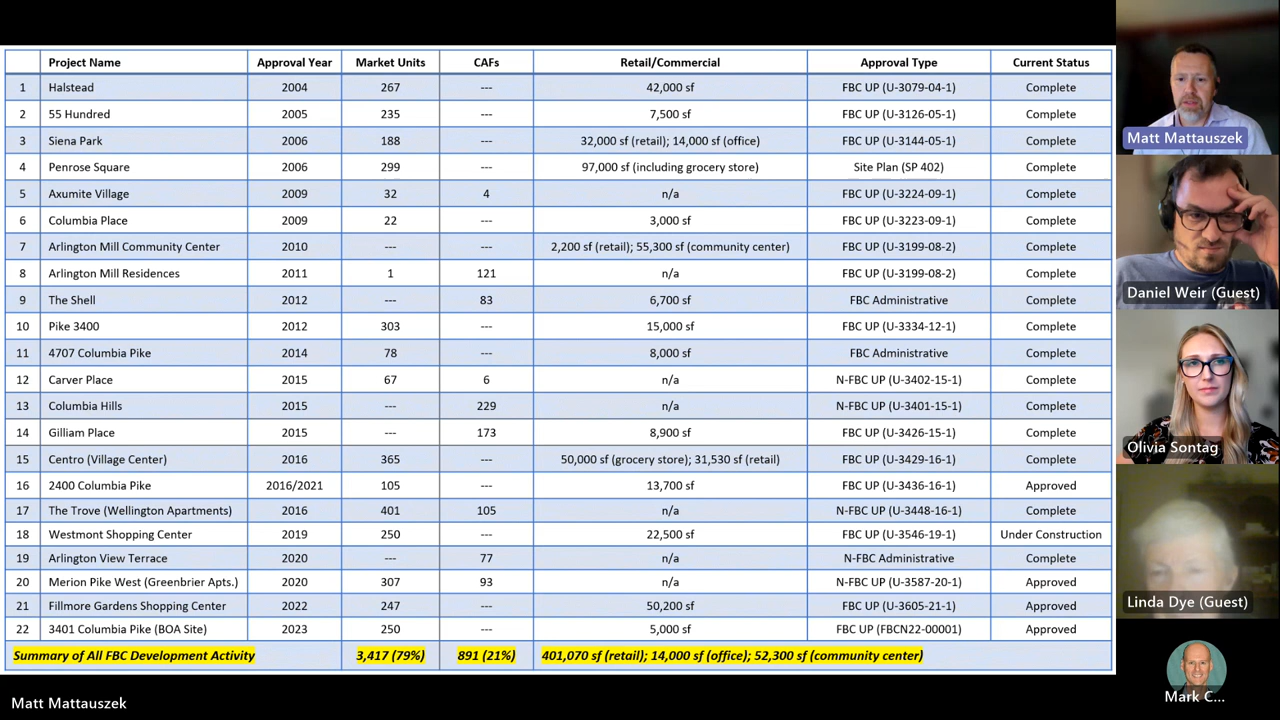 Project Name Approval Year Market Units CAFs Retail/Commercial Approval Type Current Status
1 Halstead 2004 267 --- 42,000 sf FBC UP (U-3079-04-1) Complete
2 55 Hundred 2005 235 --- 7,500 sf FBC UP (U-3126-05-1) Complete
3 Siena Park 2006 188 --- 32,000 sf (retail); 14,000 sf (office) FBC UP (U-3144-05-1) Complete
4 Penrose Square 2006 299 --- 97,000 sf (including grocery store) Site Plan (SP 402) Complete
5 Axumite Village 2009 32 4 n/a FBC UP (U-3224-09-1) Complete
6 Columbia Place 2009 22 --- 3,000 sf FBC UP (U-3223-09-1) Complete
7 Arlington Mill Community Center 2010 --- --- 2,200 sf (retail); 55,300 sf (community center) FBC UP (U-3199-08-2) Complete
8 Arlington Mill Residences 2011 1 121 n/a FBC UP (U-3199-08-2) Complete
9 The Shell 2012 --- 83 6,700 sf FBC Administrative Complete
10 Pike 3400 2012 303 --- 15,000 sf FBC UP (U-3334-12-1) Complete
11 4707 Columbia Pike 2014 78 --- 8,000 sf FBC Administrative Complete
12 Carver Place 2015 67 6 n/a N-FBC UP (U-3402-15-1) Complete
13 Columbia Hills 2015 --- 229 n/a N-FBC UP (U-3401-15-1) Complete
14 Gilliam Place 2015 --- 173 8,900 sf FBC UP (U-3426-15-1) Complete
15 Centro (Village Center) 2016 365 --- 50,000 sf (grocery store); 31,530 sf (retail) FBC UP (U-3429-16-1) Complete
16 2400 Columbia Pike 2016/2021 105 --- 13,700 sf FBC UP (U-3436-16-1) Approved
17 The Trove (Wellington Apartments) 2016 401 105 n/a N-FBC UP (U-3448-16-1) Complete
18 Westmont Shopping Center 2019 250 --- 22,500 sf FBC UP (U-3546-19-1) Under Construction
19 Arlington View Terrace 2020 --- 77 n/a N-FBC Administrative Complete
20 Merion Pike West (Greenbrier Apts.) 2020 307 93 n/a N-FBC UP (U-3587-20-1) Approved
21 Fillmore Gardens Shopping Center 2022 247 --- 50,200 sf FBC UP (U-3605-21-1) Approved
22 3401 Columbia Pike (BOA Site) 2023 250 --- 5,000 sf FBC UP (FBCN22-00001) Approved
Summary of All FBC Development Activity 3,417 (79%) 891 (21%) 401,070 sf (retail); 14,000 sf (office); 52,300 sf (community center)
Matt Mattauszek
Daniel Weir (Guest)
Olivia Sontag
Linda Dye (Guest)
Mark C...
Matt Mattauszek